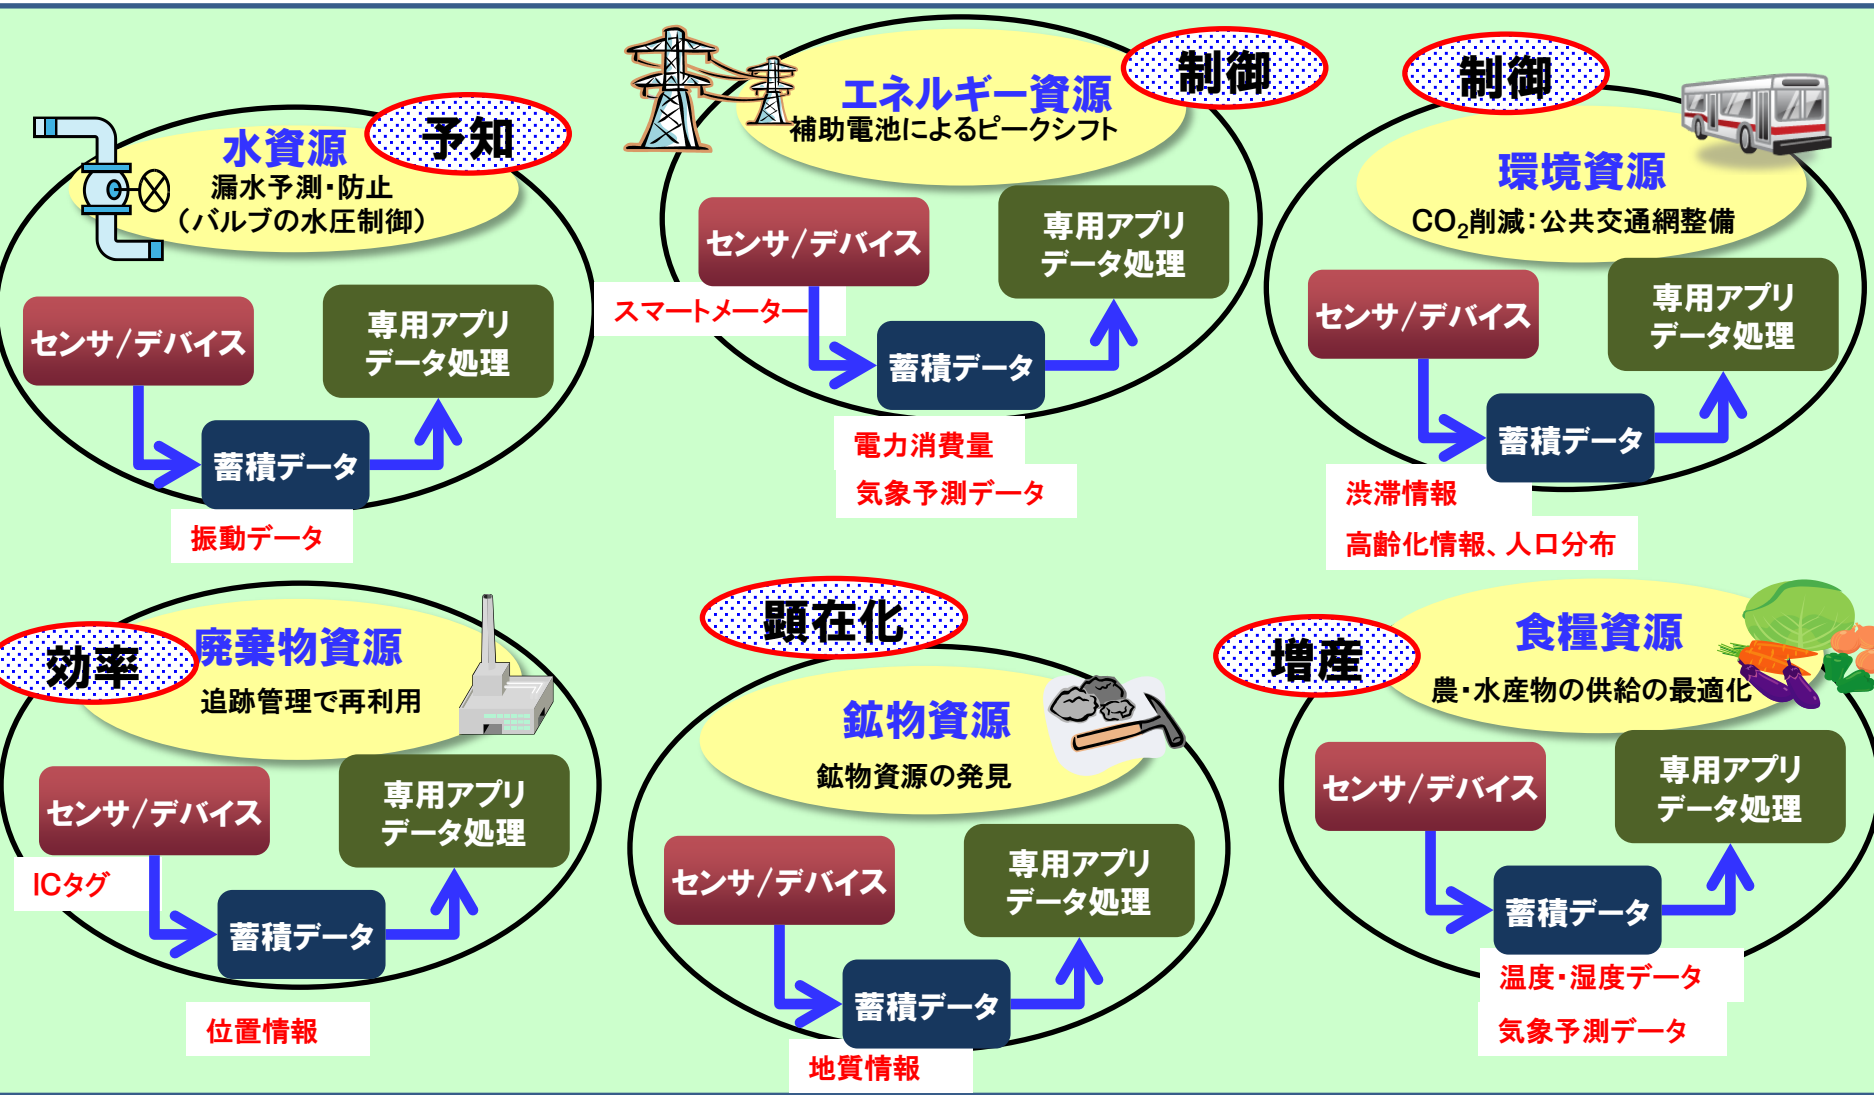 水資源
予知
漏水予測・防止
（バルブの水圧制御）
センサ/デバイス
専用アプリ
データ処理
蓄積データ
振動データ
エネルギー資源
制御
補助電池によるピークシフト
センサ/デバイス
専用アプリ
データ処理
スマートメーター
蓄積データ
電力消費量
気象予測データ
制御
環境資源
CO₂削減：公共交通網整備
センサ/デバイス
専用アプリ
データ処理
蓄積データ
渋滞情報
高齢化情報、人口分布
効率
廃棄物資源
追跡管理で再利用
センサ/デバイス
専用アプリ
データ処理
ICタグ
蓄積データ
位置情報
顕在化
鉱物資源
鉱物資源の発見
センサ/デバイス
専用アプリ
データ処理
蓄積データ
地質情報
増産
食糧資源
農・水産物の供給の最適化
センサ/デバイス
専用アプリ
データ処理
蓄積データ
温度・湿度データ
気象予測データ